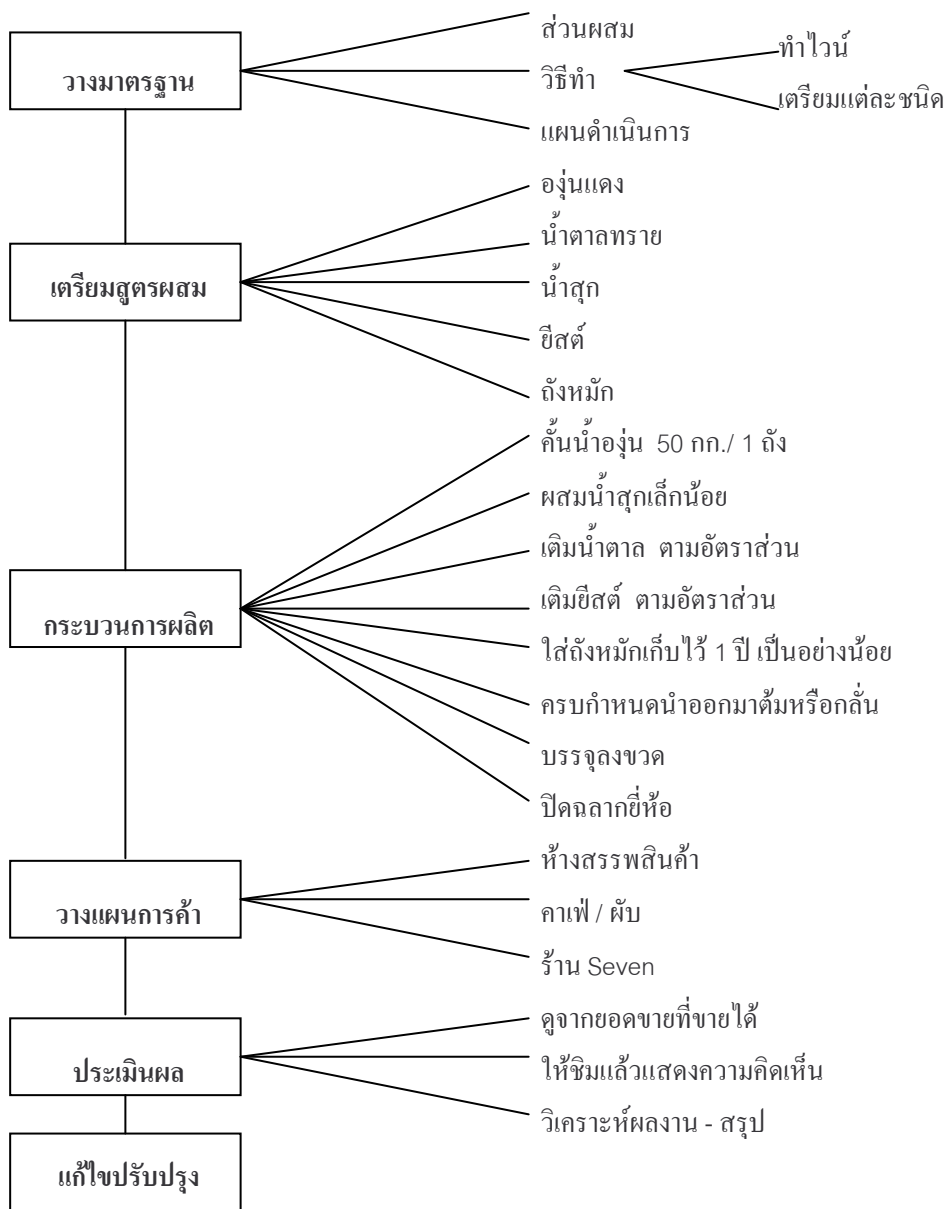 วางมาตรฐาน
ส่วนผสม
วิธีทำ
ทำไวน์
เตรียมแต่ละชนิด
แผนดำเนินการ
เตรียมสูตรผสม
องุ่นแดง
น้ำตาลทราย
น้ำสุก
ยีสต์
ถังหมัก
กระบวนการผลิต
คั้นน้ำองุ่น 50 กก./ 1 ถัง
ผสมน้ำสุกเล็กน้อย
เติมน้ำตาล ตามอัตราส่วน
เติมยีสต์ ตามอัตราส่วน
ใส่ถังหมักเก็บไว้ 1 ปี เป็นอย่างน้อย
ครบกำหนดนำออกมาต้มหรือกลั่น
บรรจุลงขวด
ปิดฉลากยี่ห้อ
วางแผนการค้า
ห้างสรรพสินค้า
คาเฟ่ / ผับ
ร้าน Seven
ประเมินผล
ดูจากยอดขายที่ขายได้
ให้ชิมแล้วแสดงความคิดเห็น
วิเคราะห์ผลงาน - สรุป
แก้ไขปรับปรุง